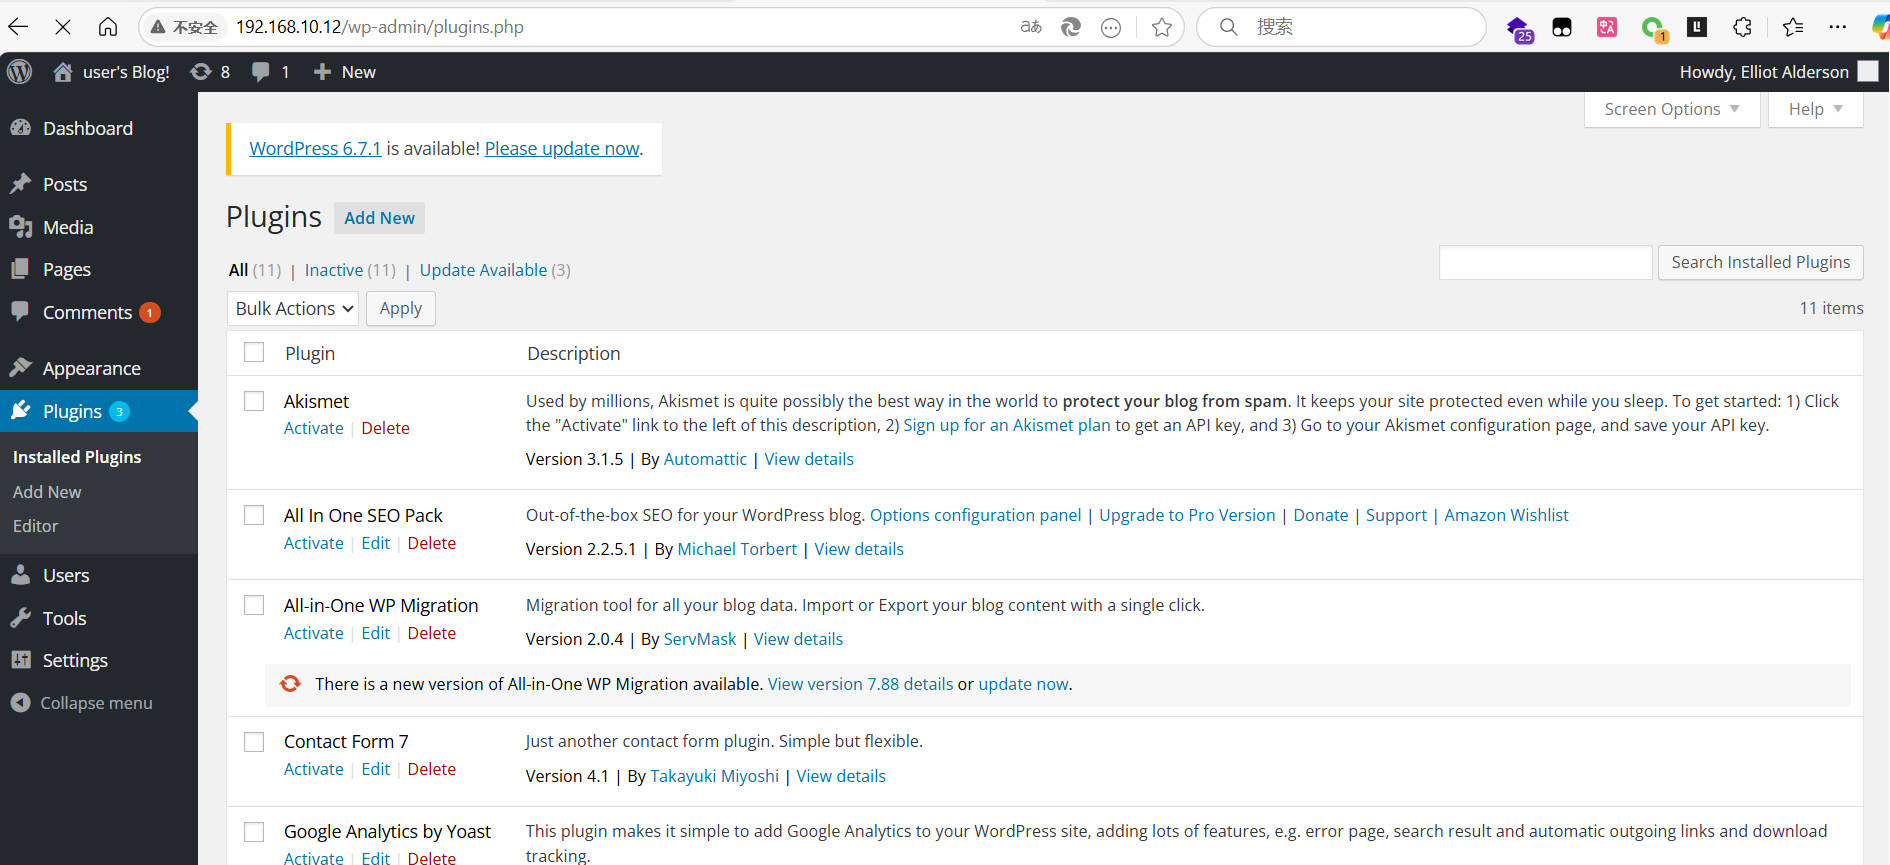 不安全 192.168.10.12/wp-admin/plugins.php aあ 搜索 25 1
user's Blog! 8 1 New Howdy, Elliot Alderson
Screen Options Help
Dashboard
Posts
Media
Pages
Comments 1
Appearance
Plugins 3
Installed Plugins
Add New
Editor
Users
Tools
Settings
Collapse menu
WordPress 6.7.1 is available! Please update now.
Plugins Add New
All (11) | Inactive (11) | Update Available (3)
Search Installed Plugins
Bulk Actions Apply
11 items
Plugin Description
Akismet
Activate | Delete
Used by millions, Akismet is quite possibly the best way in the world to protect your blog from spam. It keeps your site protected even while you sleep. To get started: 1) Click
the "Activate" link to the left of this description, 2) Sign up for an Akismet plan to get an API key, and 3) Go to your Akismet configuration page, and save your API key.
Version 3.1.5 | By Automattic | View details
All In One SEO Pack
Activate | Edit | Delete
Out-of-the-box SEO for your WordPress blog. Options configuration panel | Upgrade to Pro Version | Donate | Support | Amazon Wishlist
Version 2.2.5.1 | By Michael Torbert | View details
All-in-One WP Migration
Activate | Edit | Delete
Migration tool for all your blog data. Import or Export your blog content with a single click.
Version 2.0.4 | By ServMask | View details
There is a new version of All-in-One WP Migration available. View version 7.88 details or update now.
Contact Form 7
Activate | Edit | Delete
Just another contact form plugin. Simple but flexible.
Version 4.1 | By Takayuki Miyoshi | View details
Google Analytics by Yoast
Activate | Edit | Delete
This plugin makes it simple to add Google Analytics to your WordPress site, adding lots of features, e.g. error page, search result and automatic outgoing links and download
tracking.